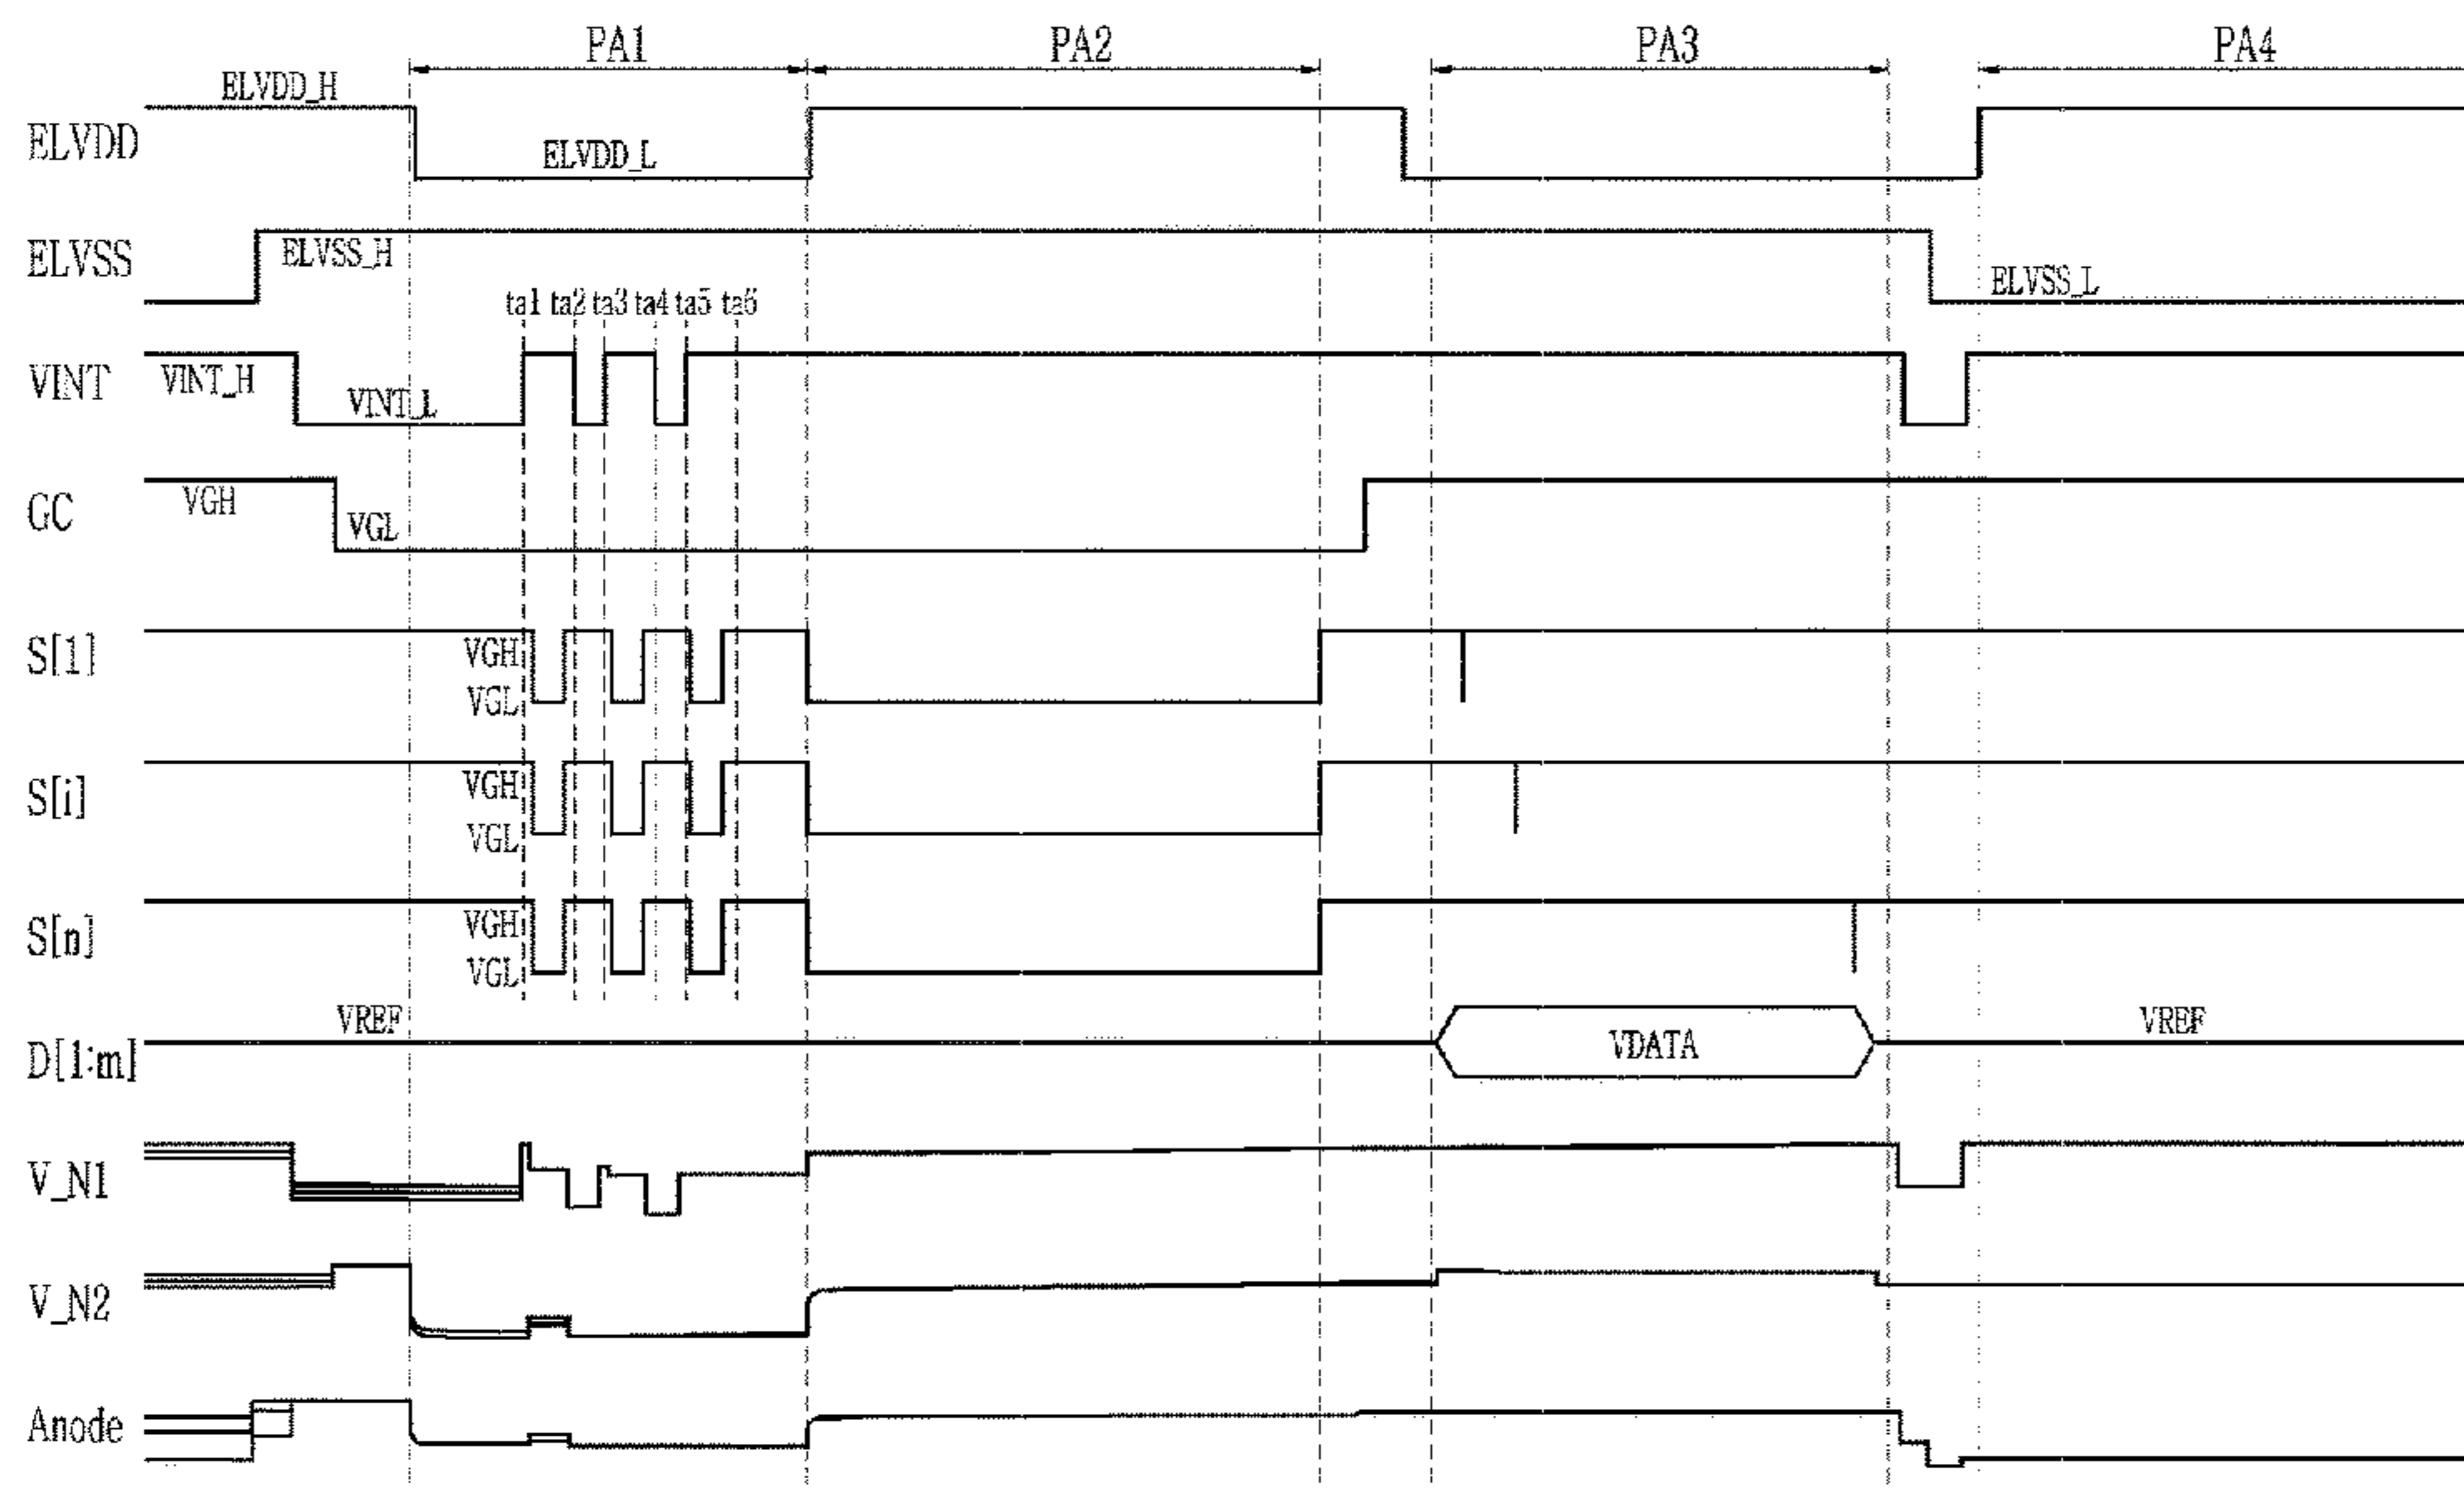 PA1 PA2 PA3 PA4
ELVDD_H
ELVDD
ELVDD_L
ELVSS
ELVSS_H
ELVSS_L
ta1 ta2 ta3 ta4 ta5 ta6
VINT
VINT_H
VINT_L
GC
VGH
VGL
S[1]
VGH
VGL
S[i]
VGH
VGL
S[n]
VGH
VGL
VREF
VREF
D[1:m]
VDATA
V_N1
V_N2
Anode